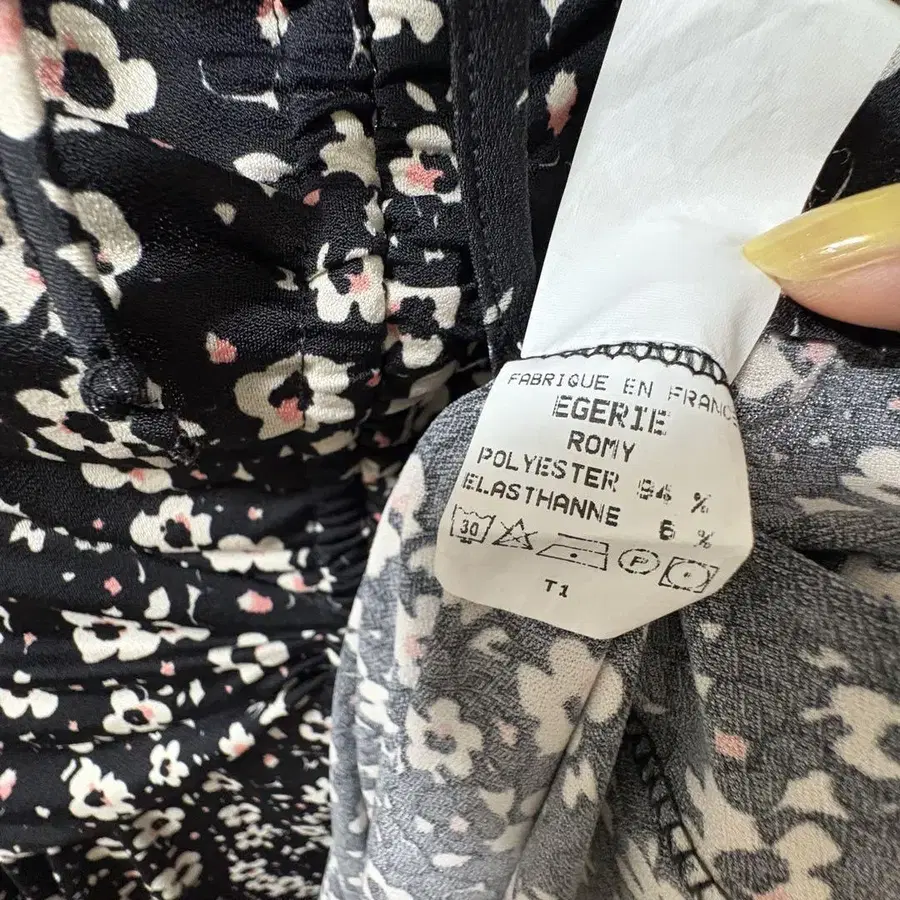 FABRIQUE EN FRANCE
EGERIE
ROMY
POLYESTER 94 %
ELASTHANNE 6 %
30 P
T1